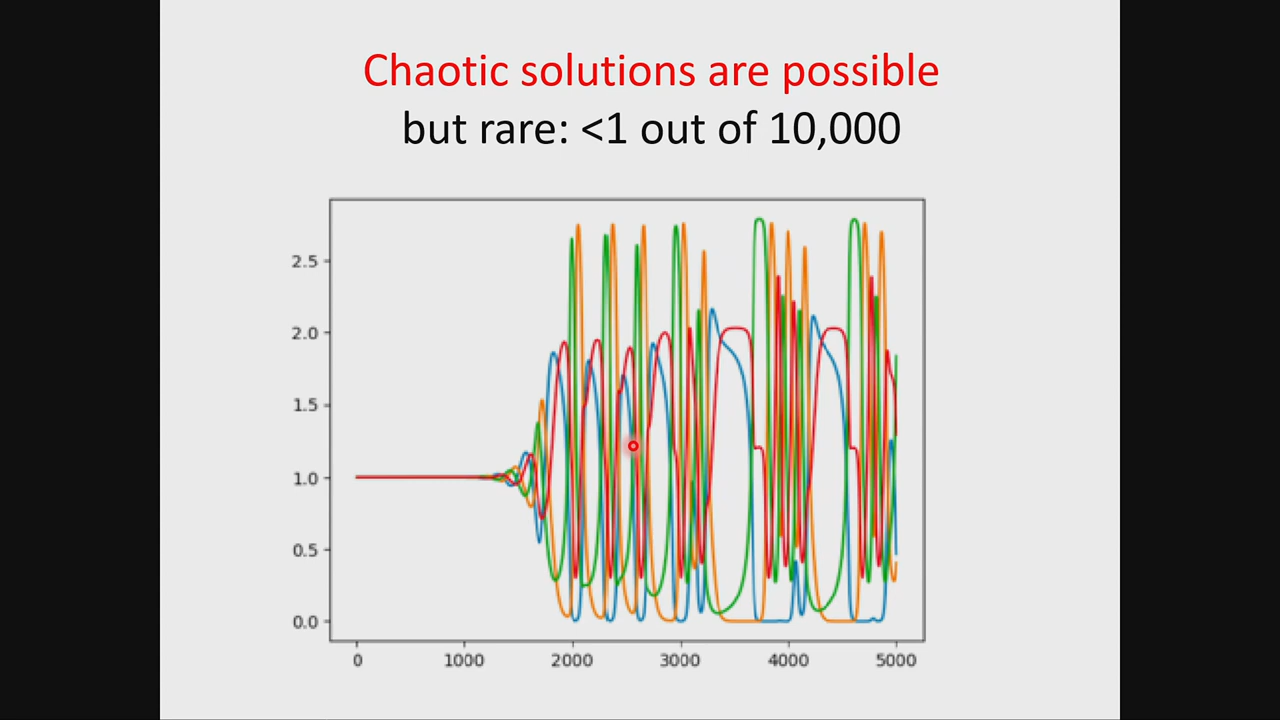 Chaotic solutions are possible
but rare: <1 out of 10,000
2.5
2.0
1.5
1.0
0.5
0.0
0 1000 2000 3000 4000 5000